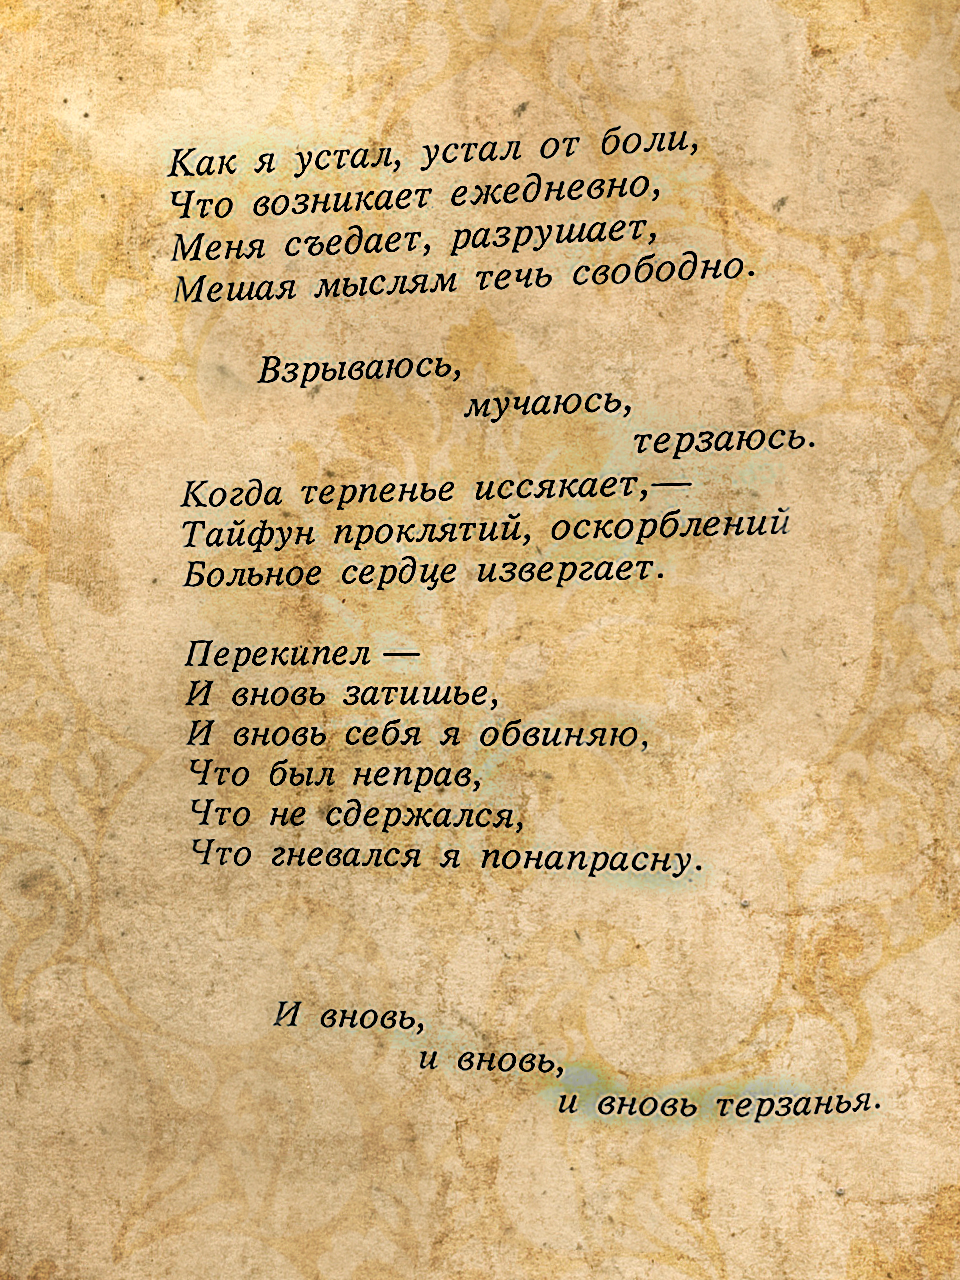 Как я устал, устал от боли,
Что возникает ежедневно,
Меня съедает, разрушает,
Мешая мыслям течь свободно.
Взрываюсь,
мучаюсь,
терзаюсь.
Когда терпенье иссякает,—
Тайфун проклятий, оскорблений
Больное сердце извергает.
Перекипел —
И вновь затишье,
И вновь себя я обвиняю,
Что был неправ,
Что не сдержался,
Что гневался я понапрасну.
И вновь,
и вновь,
и вновь терзанья.